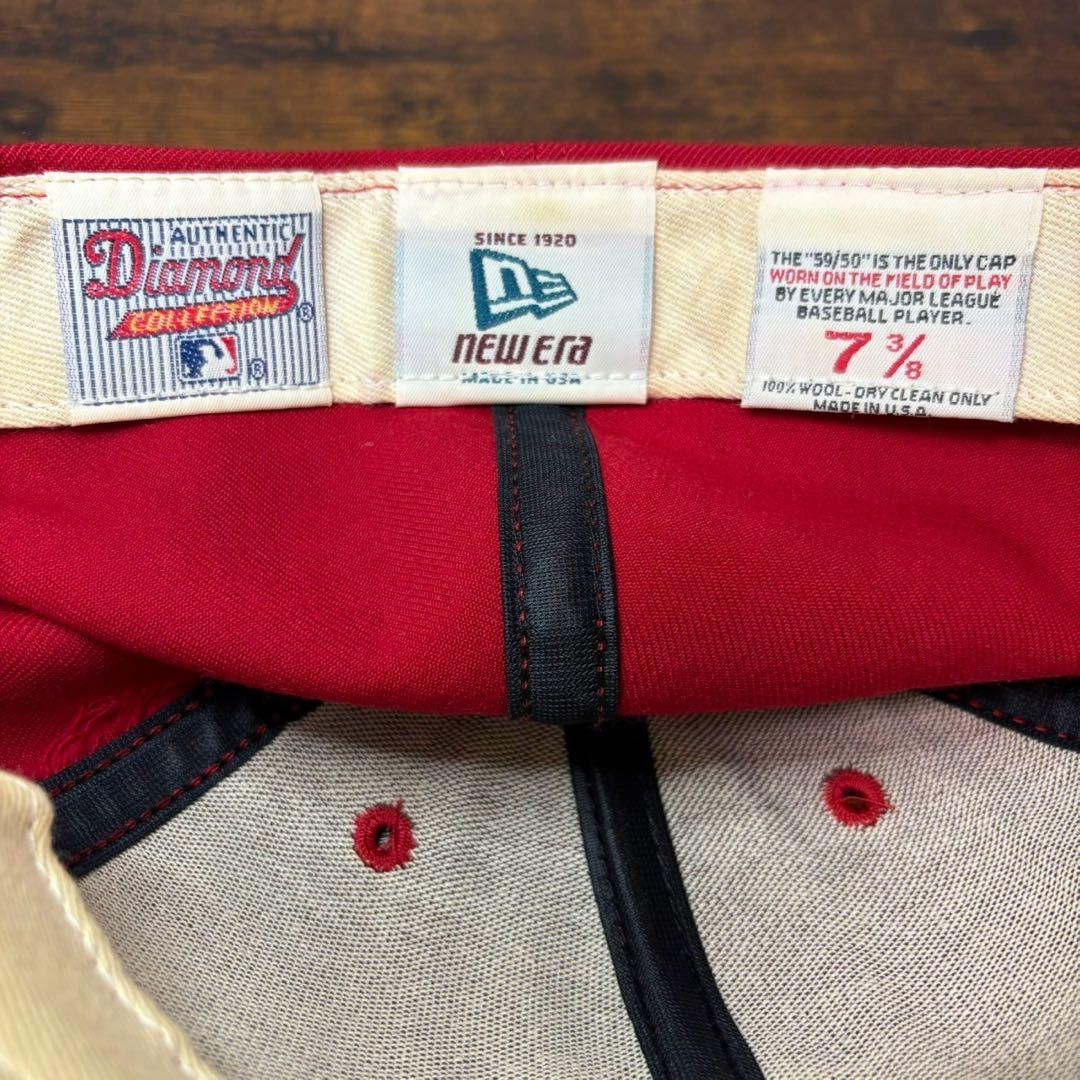 AUTHENTIC
Diamond
COLLECTION ®
®
SINCE 1920
NEW ERA
MADE IN USA
THE "59/50" IS THE ONLY CAP
WORN ON THE FIELD OF PLAY
BY EVERY MAJOR LEAGUE
BASEBALL PLAYER.
7 3/8
100% WOOL - DRY CLEAN ONLY
MADE IN U.S.A.